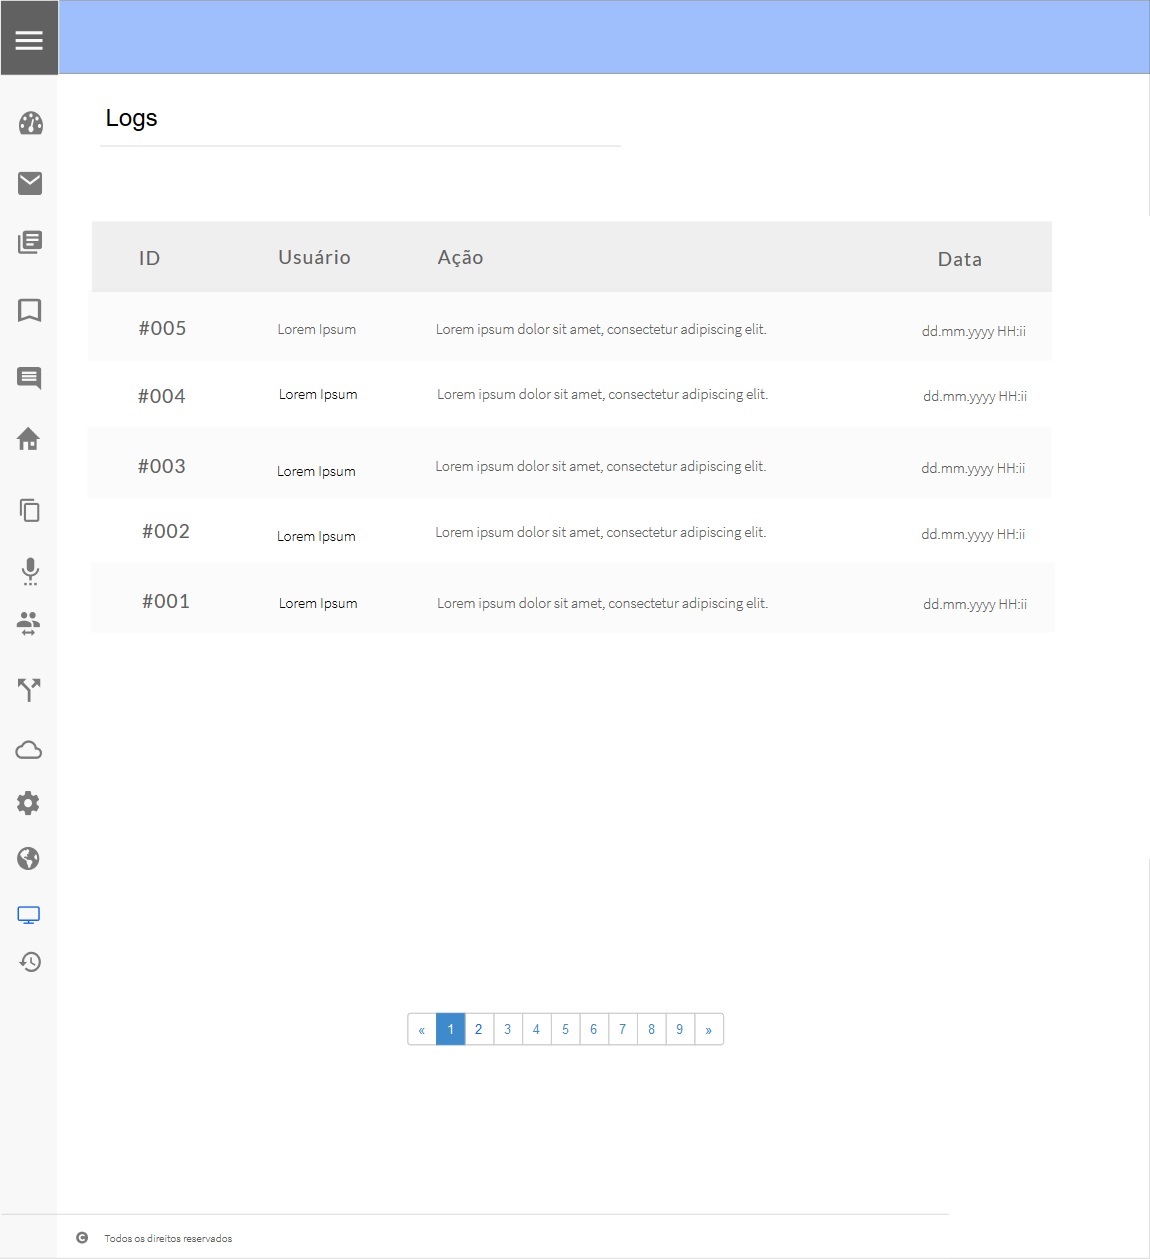 Logs
ID Usuário Ação Data
#005 Lorem Ipsum Lorem ipsum dolor sit amet, consectetur adipiscing elit. dd.mm.yyyy HH:ii
#004 Lorem Ipsum Lorem ipsum dolor sit amet, consectetur adipiscing elit. dd.mm.yyyy HH:ii
#003 Lorem Ipsum Lorem ipsum dolor sit amet, consectetur adipiscing elit. dd.mm.yyyy HH:ii
#002 Lorem Ipsum Lorem ipsum dolor sit amet, consectetur adipiscing elit. dd.mm.yyyy HH:ii
#001 Lorem Ipsum Lorem ipsum dolor sit amet, consectetur adipiscing elit. dd.mm.yyyy HH:ii
« 1 2 3 4 5 6 7 8 9 »
© Todos os direitos reservados